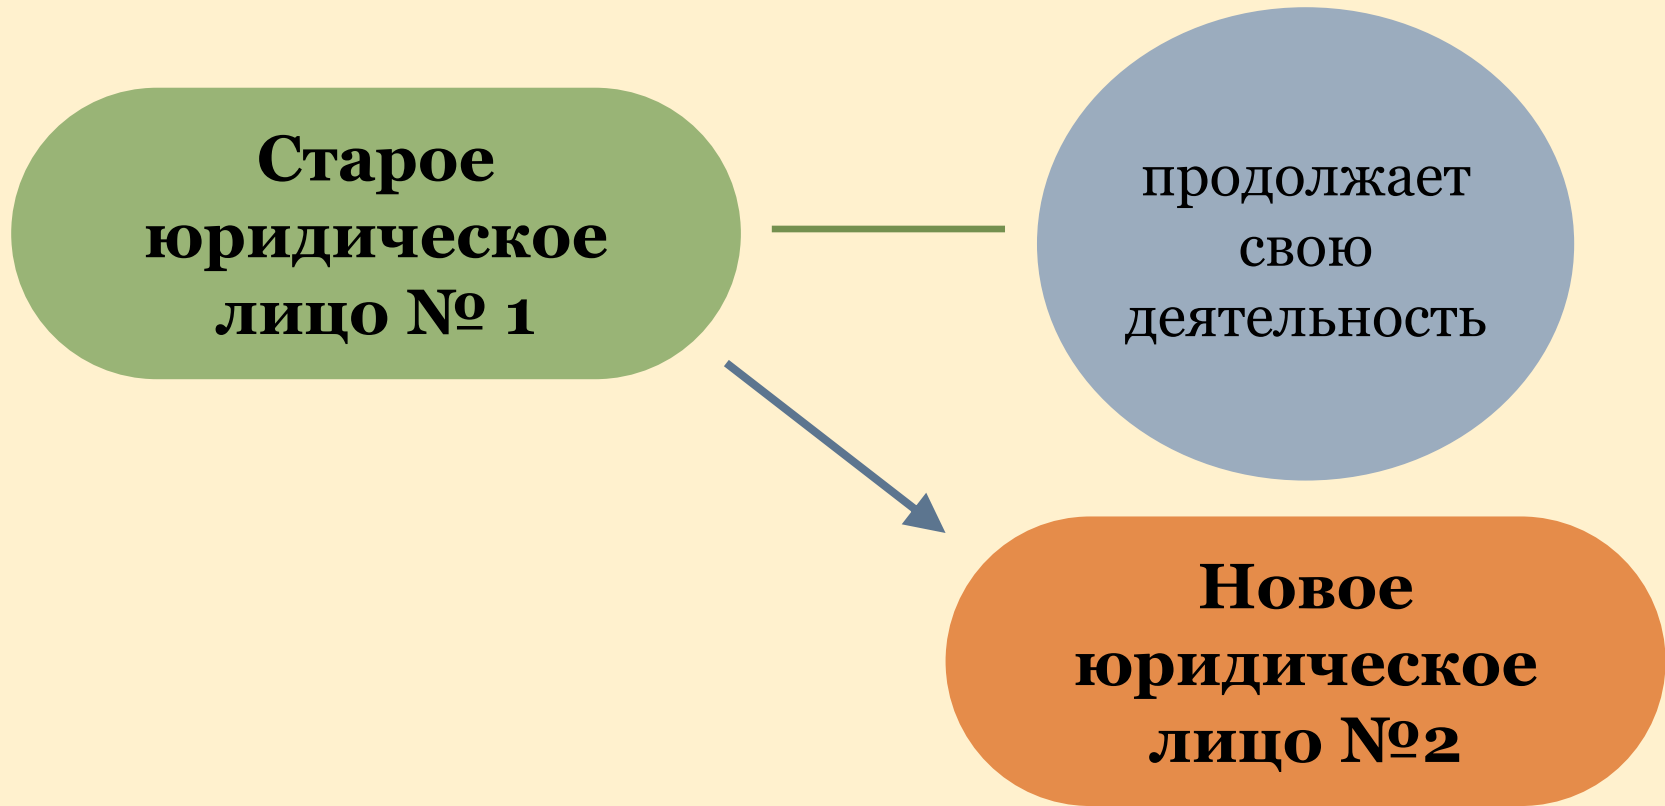 Старое
юридическое
лицо № 1
продолжает
свою
деятельность
Новое
юридическое
лицо №2